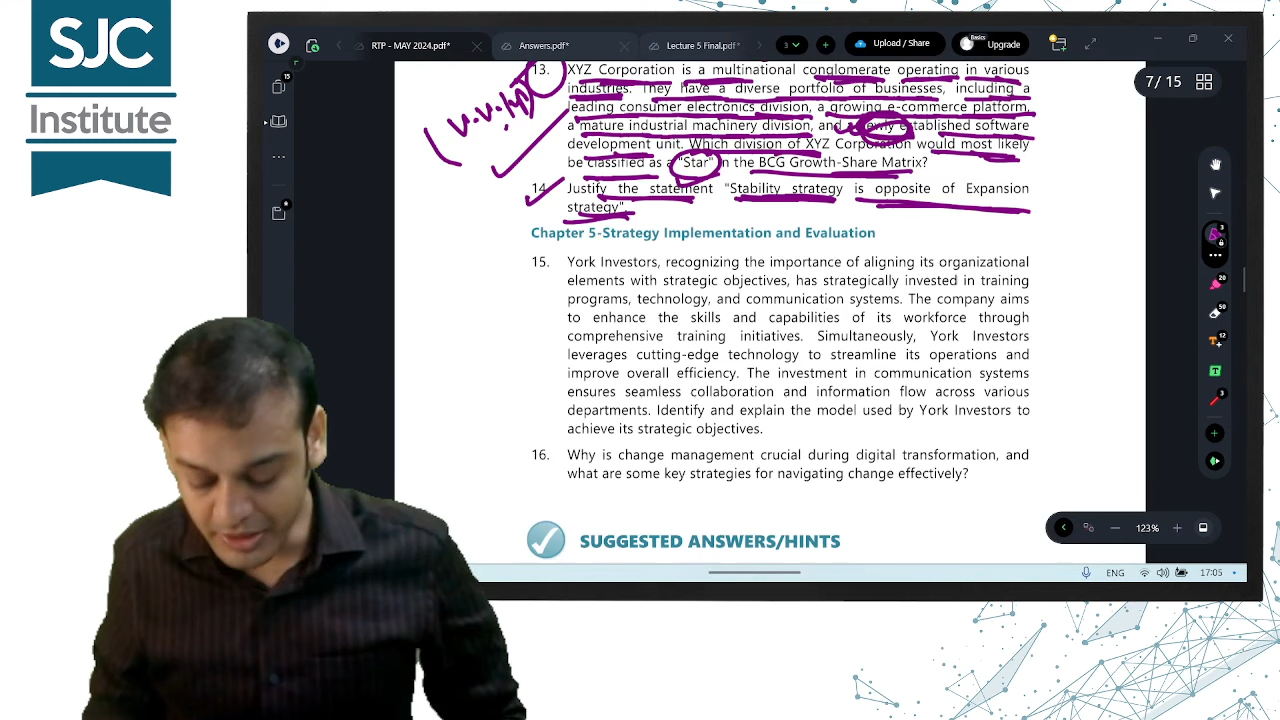 SJC
Institute
RTP - MAY 2024.pdf*
Answers.pdf*
Lecture 5 Final.pdf*
3
Upload / Share
Basics
Upgrade
7 / 15
15
v.v.Imp
13. XYZ Corporation is a multinational conglomerate operating in various
industries. They have a diverse portfolio of businesses, including a
leading consumer electronics division, a growing e-commerce platform,
a mature industrial machinery division, and established software
development unit. Which division of XYZ Corporation would most likely
be classified as a "Star" in the BCG Growth-Share Matrix?
14. Justify the statement "Stability strategy is opposite of Expansion
strategy".
Chapter 5-Strategy Implementation and Evaluation
15. York Investors, recognizing the importance of aligning its organizational
elements with strategic objectives, has strategically invested in training
programs, technology, and communication systems. The company aims
to enhance the skills and capabilities of its workforce through
comprehensive training initiatives. Simultaneously, York Investors
leverages cutting-edge technology to streamline its operations and
improve overall efficiency. The investment in communication systems
ensures seamless collaboration and information flow across various
departments. Identify and explain the model used by York Investors to
achieve its strategic objectives.
16. Why is change management crucial during digital transformation, and
what are some key strategies for navigating change effectively?
SUGGESTED ANSWERS/HINTS
3
20
50
12
T
3
123%
ENG
17:05